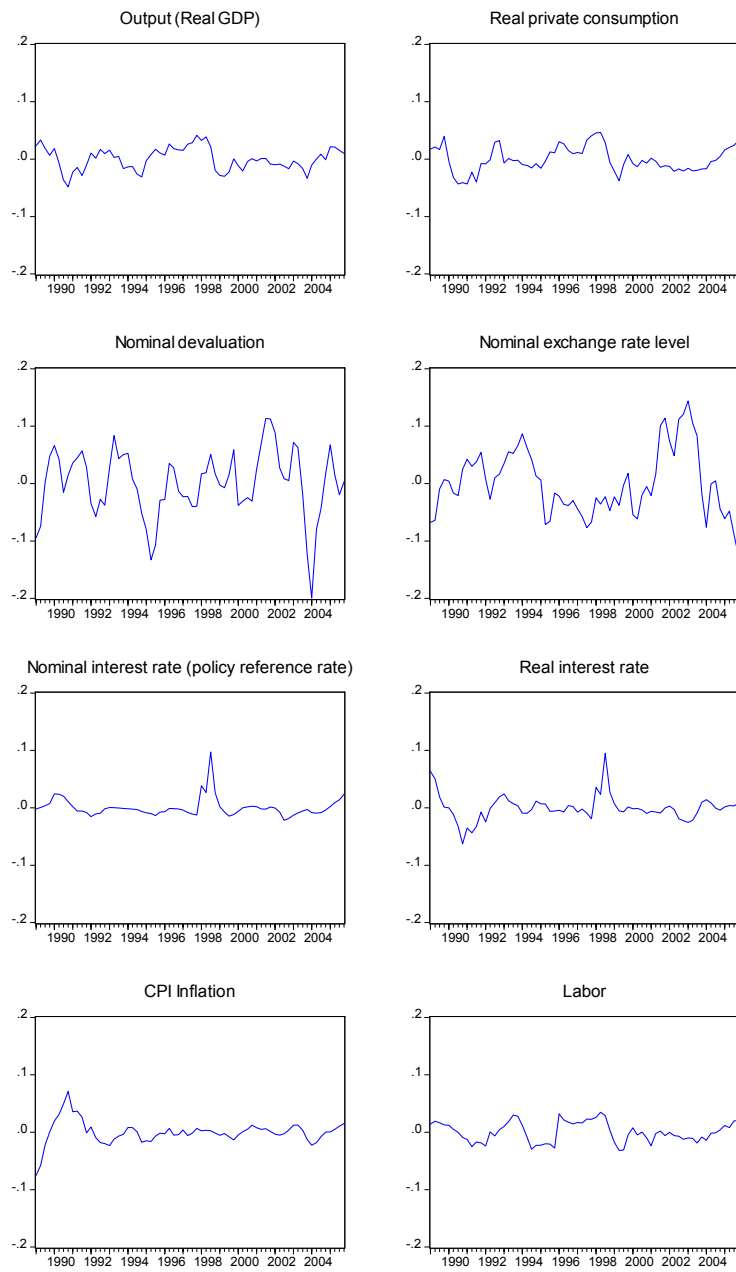 Output (Real GDP)
.2
.1
.0
-.1
-.2
1990 1992 1994 1996 1998 2000 2002 2004
Real private consumption
.2
.1
.0
-.1
-.2
1990 1992 1994 1996 1998 2000 2002 2004
Nominal devaluation
.2
.1
.0
-.1
-.2
1990 1992 1994 1996 1998 2000 2002 2004
Nominal exchange rate level
.2
.1
.0
-.1
-.2
1990 1992 1994 1996 1998 2000 2002 2004
Nominal interest rate (policy reference rate)
.2
.1
.0
-.1
-.2
1990 1992 1994 1996 1998 2000 2002 2004
Real interest rate
.2
.1
.0
-.1
-.2
1990 1992 1994 1996 1998 2000 2002 2004
CPI Inflation
.2
.1
.0
-.1
-.2
1990 1992 1994 1996 1998 2000 2002 2004
Labor
.2
.1
.0
-.1
-.2
1990 1992 1994 1996 1998 2000 2002 2004